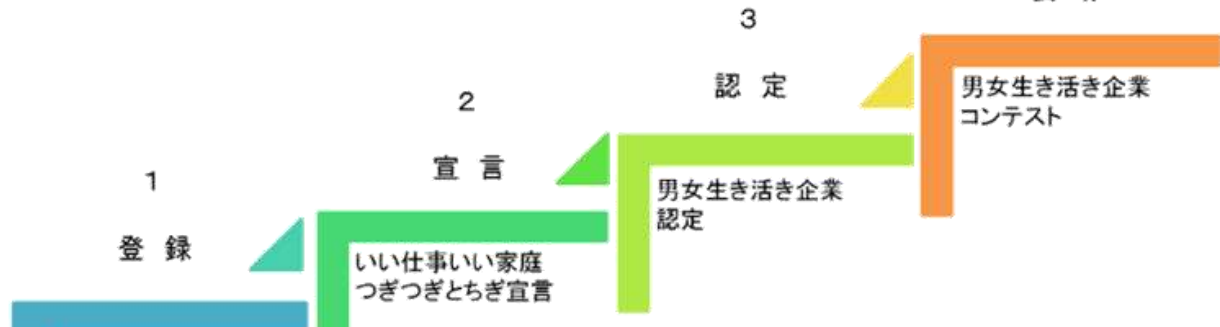 1
登 録
2
宣 言
いい仕事いい家庭
つぎつぎとちぎ宣言
3
認 定
男女生き活き企業
認定
男女生き活き企業
コンテスト